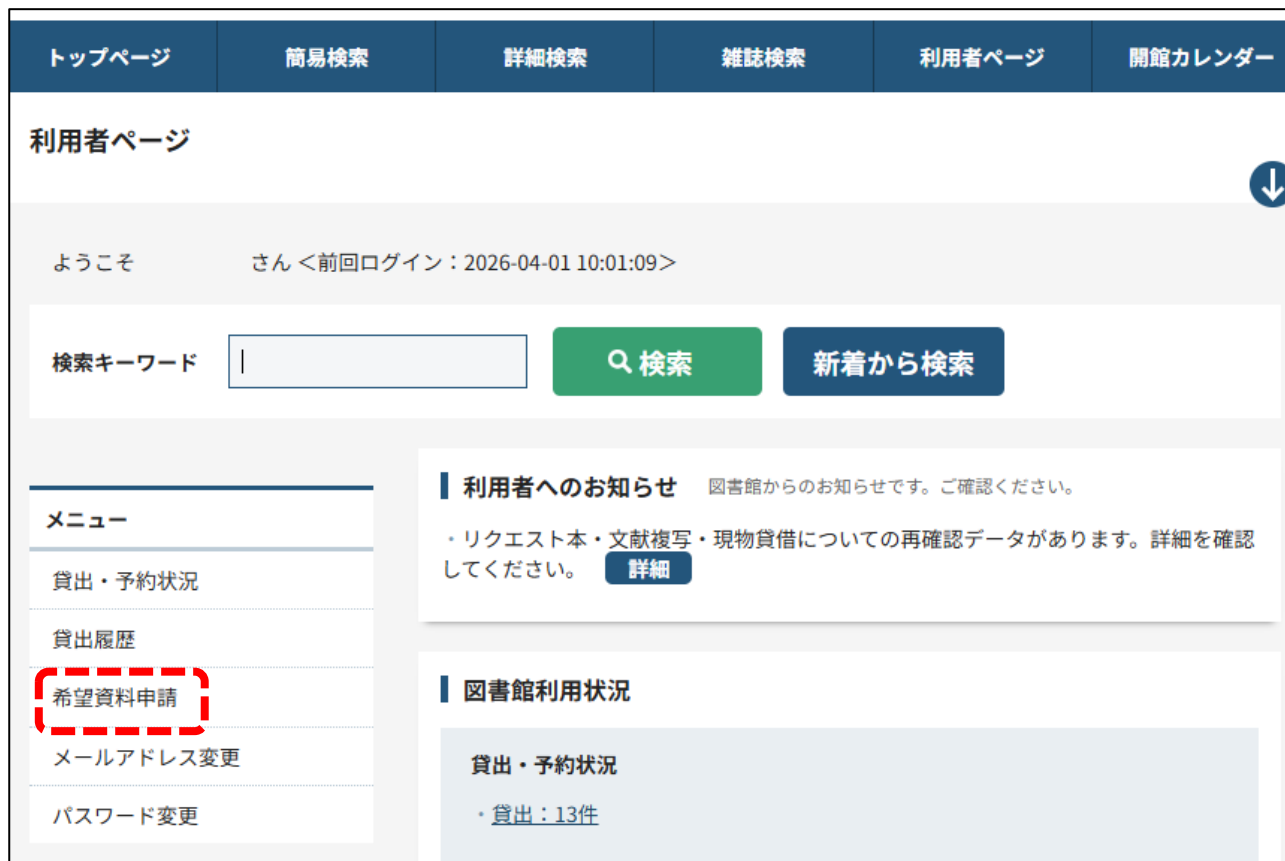 トップページ 簡易検索 詳細検索 雑誌検索 利用者ページ 開館カレンダー
利用者ページ
ようこそ さん <前回ログイン:2026-04-01 10:01:09>
検索キーワード 検索 新着から検索
メニュー
貸出・予約状況
貸出履歴
希望資料申請
メールアドレス変更
パスワード変更
利用者へのお知らせ 図書館からのお知らせです。ご確認ください。
・リクエスト本・文献複写・現物貸借についての再確認データがあります。詳細を確認
してください。 詳細
図書館利用状況
貸出・予約状況
・貸出:13件